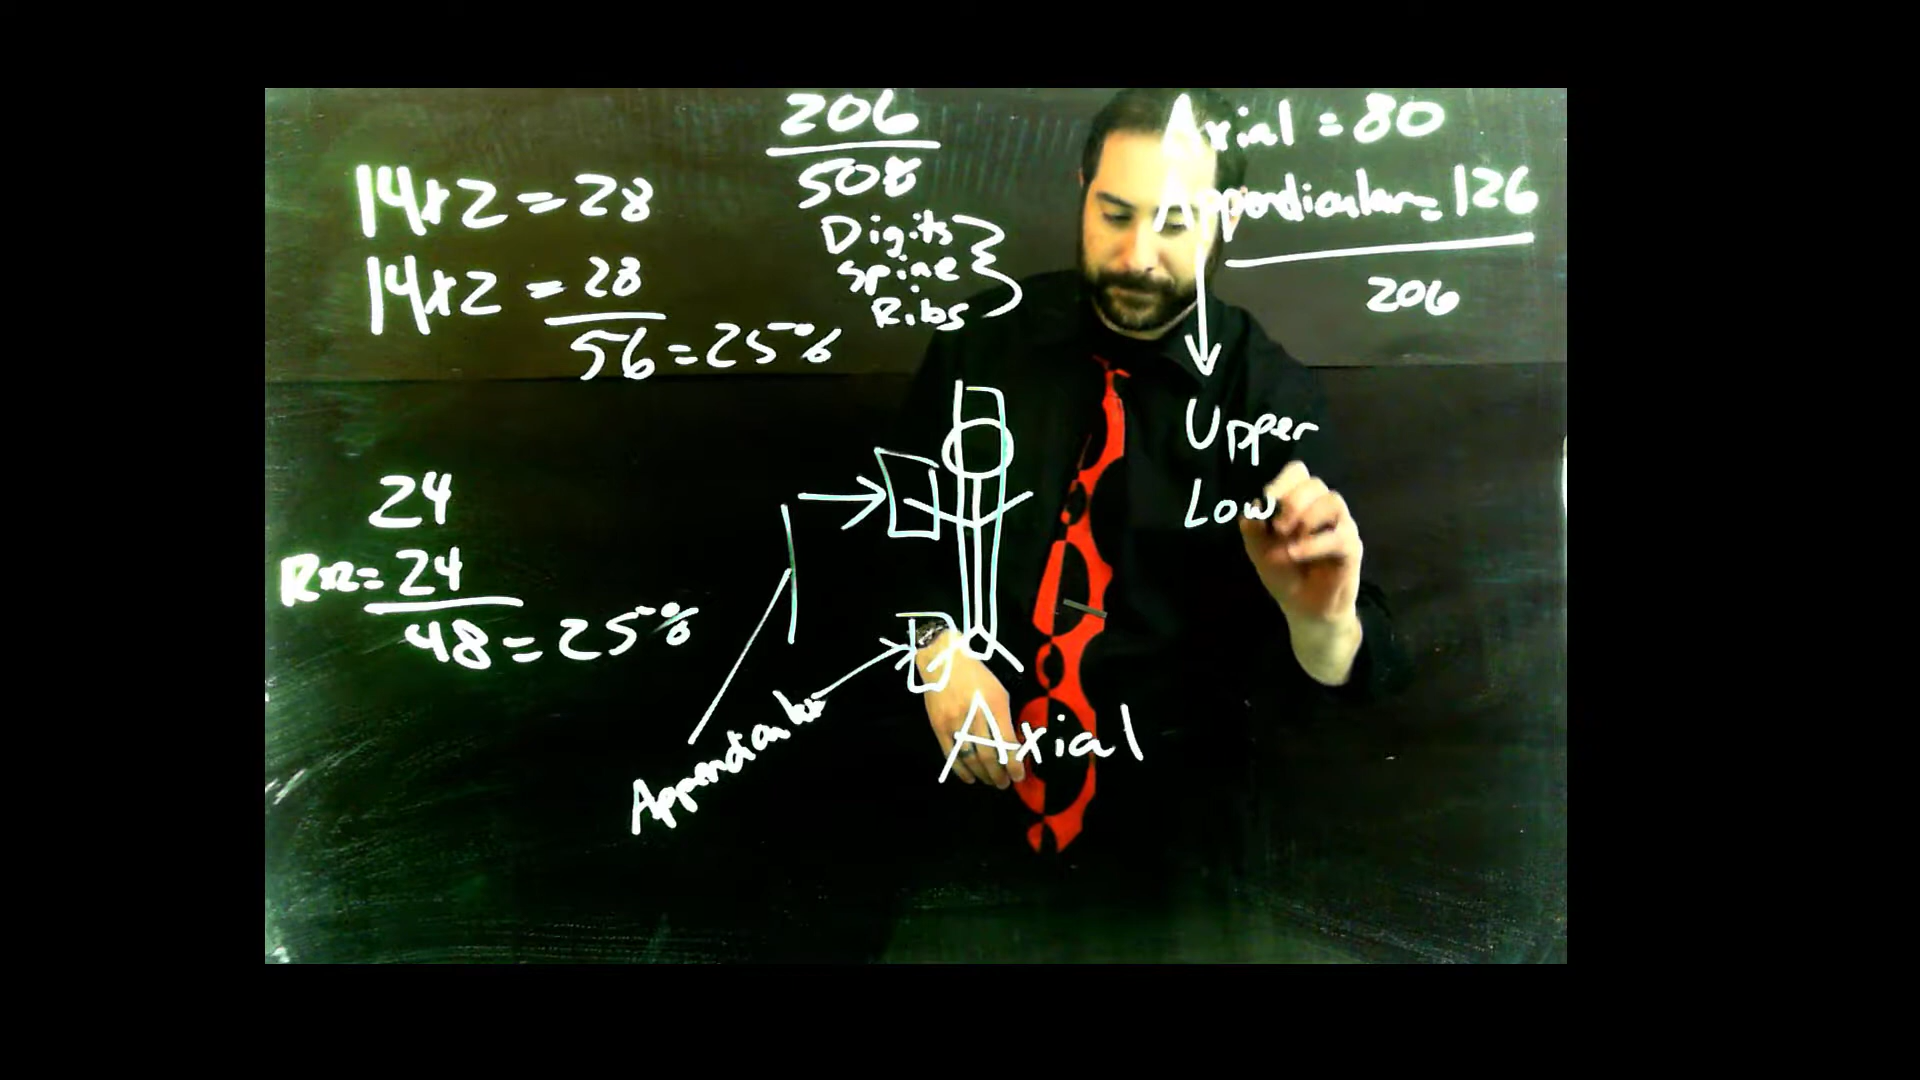 206
508
Digits
Spine
Ribs
14x2=28
14x2=28
56=25%
24
Rx2=24
48=25%
Axial=80
Appendicular=126
206
Upper
Low
Appendicular
Axial